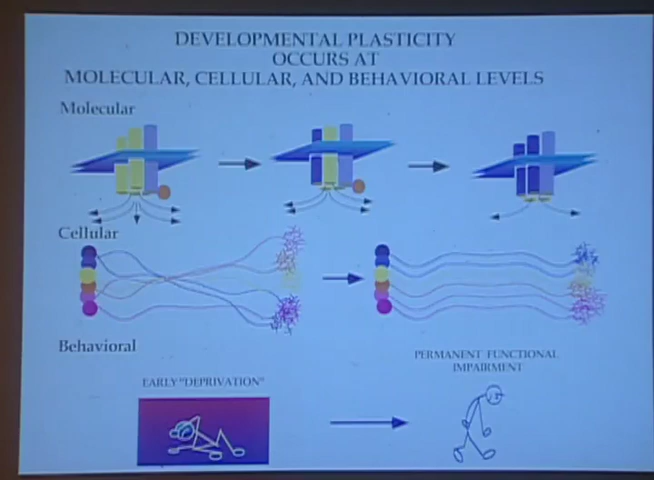 DEVELOPMENTAL PLASTICITY
OCCURS AT
MOLECULAR, CELLULAR, AND BEHAVIORAL LEVELS
Molecular
Cellular
Behavioral
PERMANENT FUNCTIONAL
IMPAIRMENT
EARLY "DEPRIVATION"